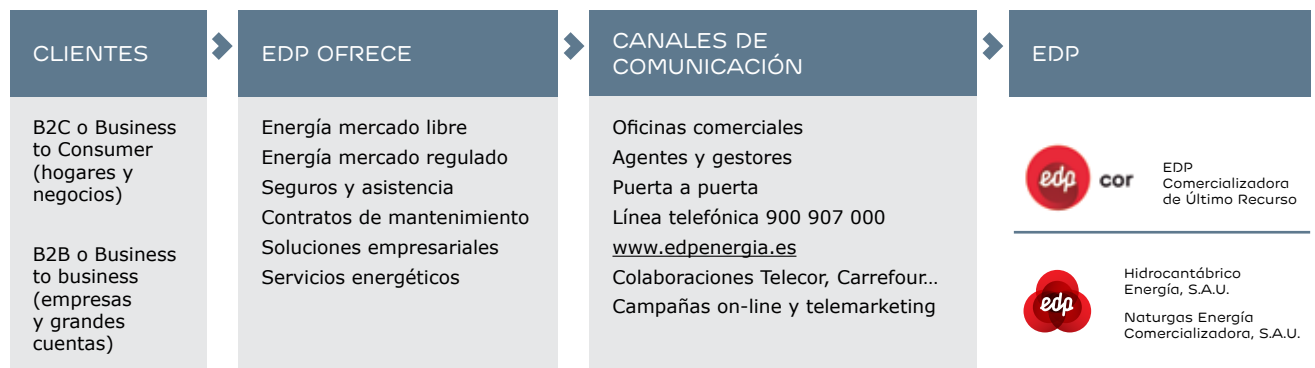 CLIENTES
B2C o Business
to Consumer
(hogares y
negocios)
B2B o Business
to business
(empresas
y grandes
cuentas)
EDP OFRECE
Energía mercado libre
Energía mercado regulado
Seguros y asistencia
Contratos de mantenimiento
Soluciones empresariales
Servicios energéticos
CANALES DE
COMUNICACIÓN
Oficinas comerciales
Agentes y gestores
Puerta a puerta
Línea telefónica 900 907 000
www.edpenergia.es
Colaboraciones Telecor, Carrefour...
Campañas on-line y telemarketing
EDP
edp cor
EDP
Comercializadora
de Último Recurso
edp
Hidrocantábrico
Energía, S.A.U.
Naturgas Energía
Comercializadora, S.A.U.